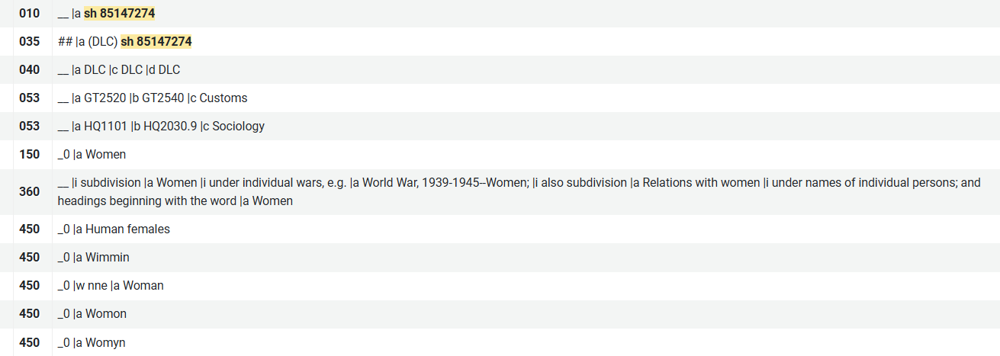 010 __ |a sh 85147274
035 ## |a (DLC) sh 85147274
040 __ |a DLC |c DLC |d DLC
053 __ |a GT2520 |b GT2540 |c Customs
053 __ |a HQ1101 |b HQ2030.9 |c Sociology
150 _0 |a Women
360 __ |i subdivision |a Women |i under individual wars, e.g. |a World War, 1939-1945--Women; |i also subdivision |a Relations with women |i under names of individual persons; and
headings beginning with the word |a Women
450 _0 |a Human females
450 _0 |a Wimmin
450 _0 |w nne |a Woman
450 _0 |a Womon
450 _0 |a Womyn